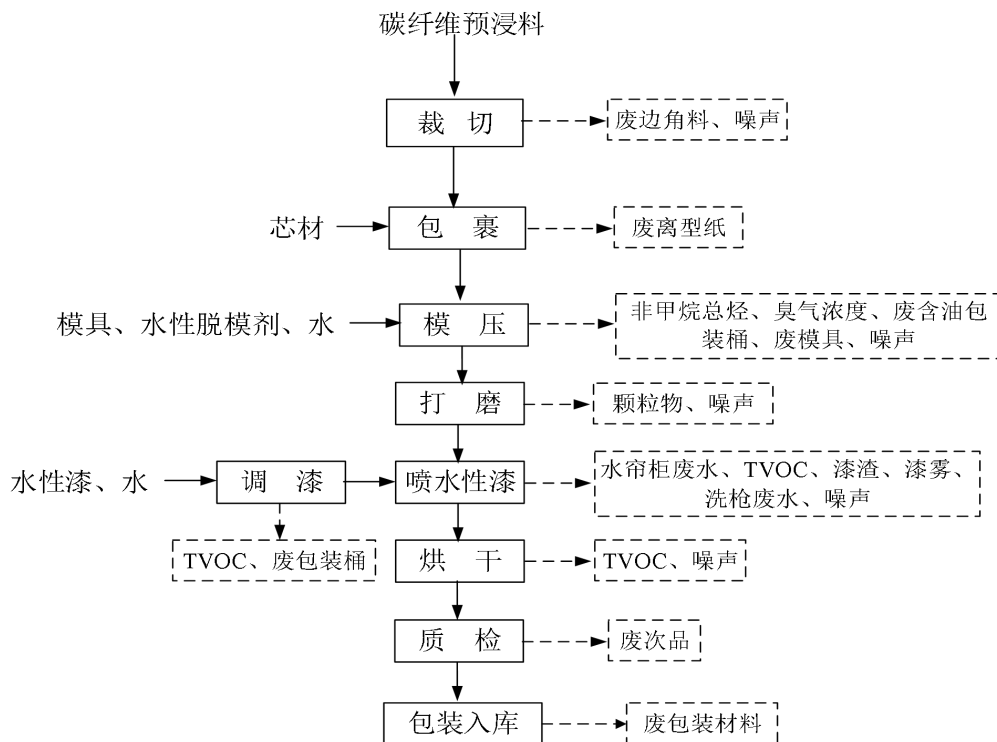 碳纤维预浸料
裁 切
废边角料、噪声
芯材
包 裹
废离型纸
模具、水性脱模剂、水
模 压
非甲烷总烃、臭气浓度、废含油包
装桶、废模具、噪声
打 磨
颗粒物、噪声
水性漆、水
调 漆
喷水性漆
水帘柜废水、TVOC、漆渣、漆雾、
洗枪废水、噪声
TVOC、废包装桶
烘 干
TVOC、噪声
质 检
废次品
包装入库
废包装材料